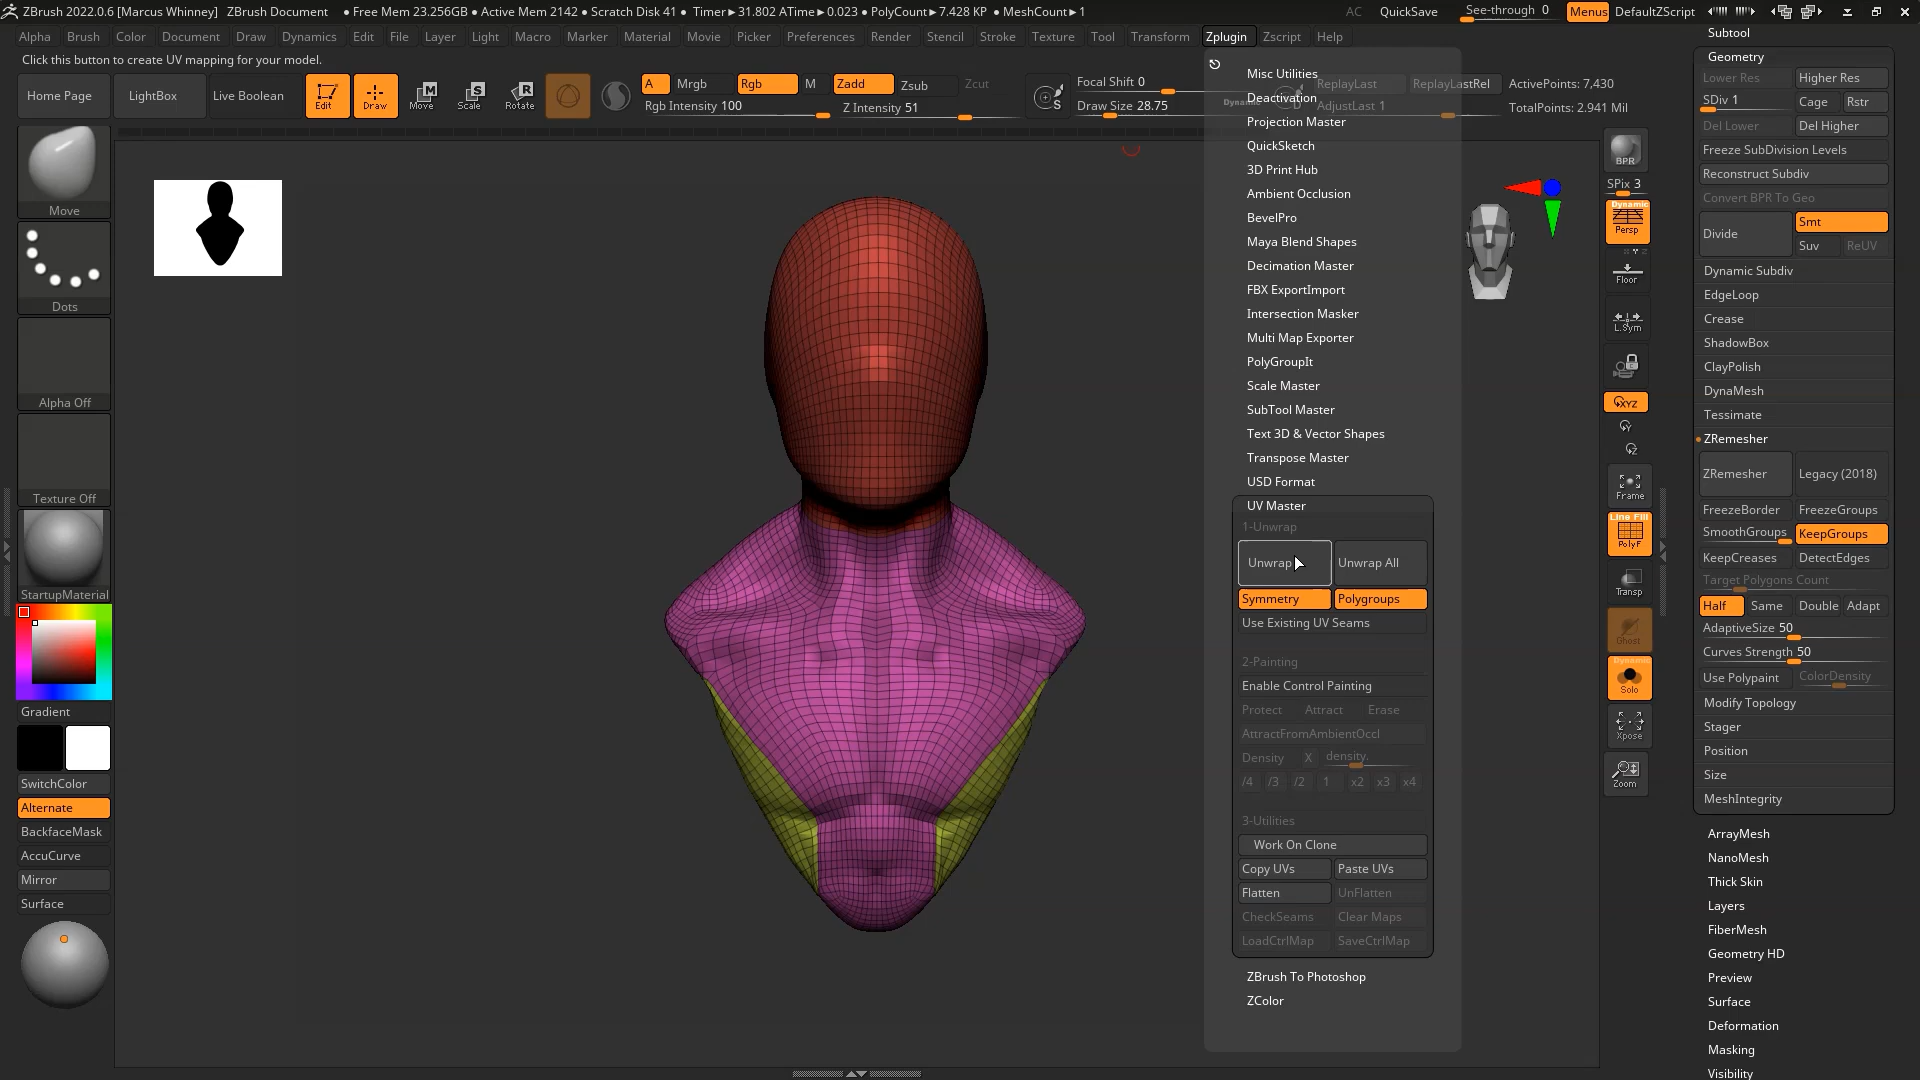 ZBrush 2022.0.6 [Marcus Whinney] ZBrush Document ● Free Mem 23.256GB ● Active Mem 2142 ● Scratch Disk 41 ● Timer►31.802 ATime►0.023 ● PolyCount►7.428 KP ● MeshCount►1 AC QuickSave See-through 0 Menus DefaultZScript
Alpha Brush Color Document Draw Dynamics Edit File Layer Light Macro Marker Material Movie Picker Preferences Render Stencil Stroke Texture Tool Transform Zplugin Zscript Help
Click this button to create UV mapping for your model.
Home Page LightBox Live Boolean Edit Draw Move Scale Rotate
A Mrgb Rgb M Zadd Zsub Zcut
Rgb Intensity 100 Z Intensity 51
Focal Shift 0
Draw Size 28.75 Dynamic
ReplayLast ReplayLastRel ActivePoints: 7,430
AdjustLast 1 TotalPoints: 2.941 Mil
Move
Dots
Alpha Off
Texture Off
StartupMaterial
Gradient
SwitchColor
Alternate
BackfaceMask
AccuCurve
Mirror
Surface
Misc Utilities
Deactivation
Projection Master
QuickSketch
3D Print Hub
Ambient Occlusion
BevelPro
Maya Blend Shapes
Decimation Master
FBX ExportImport
Intersection Masker
Multi Map Exporter
PolyGroupIt
Scale Master
SubTool Master
Text 3D & Vector Shapes
Transpose Master
USD Format
UV Master
1-Unwrap
Unwrap Unwrap All
Symmetry Polygroups
Use Existing UV Seams
2-Painting
Enable Control Painting
Protect Attract Erase
AttractFromAmbientOccl
Density X density.
/4 /3 /2 1 x2 x3 x4
3-Utilities
Work On Clone
Copy UVs Paste UVs
Flatten UnFlatten
CheckSeams Clear Maps
LoadCtrlMap SaveCtrlMap
ZBrush To Photoshop
ZColor
BPR
SPix 3
Dynamic
Persp
Floor
L.Sym
XYZ
Y
Z
Frame
Line Fill
PolyF
Transp
Ghost
Dynamic
Solo
Xpose
Zoom
Subtool
Geometry
Lower Res Higher Res
SDiv 1 Cage Rstr
Del Lower Del Higher
Freeze SubDivision Levels
Reconstruct Subdiv
Convert BPR To Geo
Divide Smt
Suv ReUV
Dynamic Subdiv
EdgeLoop
Crease
ShadowBox
ClayPolish
DynaMesh
Tessimate
ZRemesher
ZRemesher Legacy (2018)
FreezeBorder FreezeGroups
SmoothGroups KeepGroups
KeepCreases DetectEdges
Target Polygons Count
Half Same Double Adapt
AdaptiveSize 50
Curves Strength 50
Use Polypaint ColorDensity
Modify Topology
Stager
Position
Size
MeshIntegrity
ArrayMesh
NanoMesh
Thick Skin
Layers
FiberMesh
Geometry HD
Preview
Surface
Deformation
Masking
Visibility